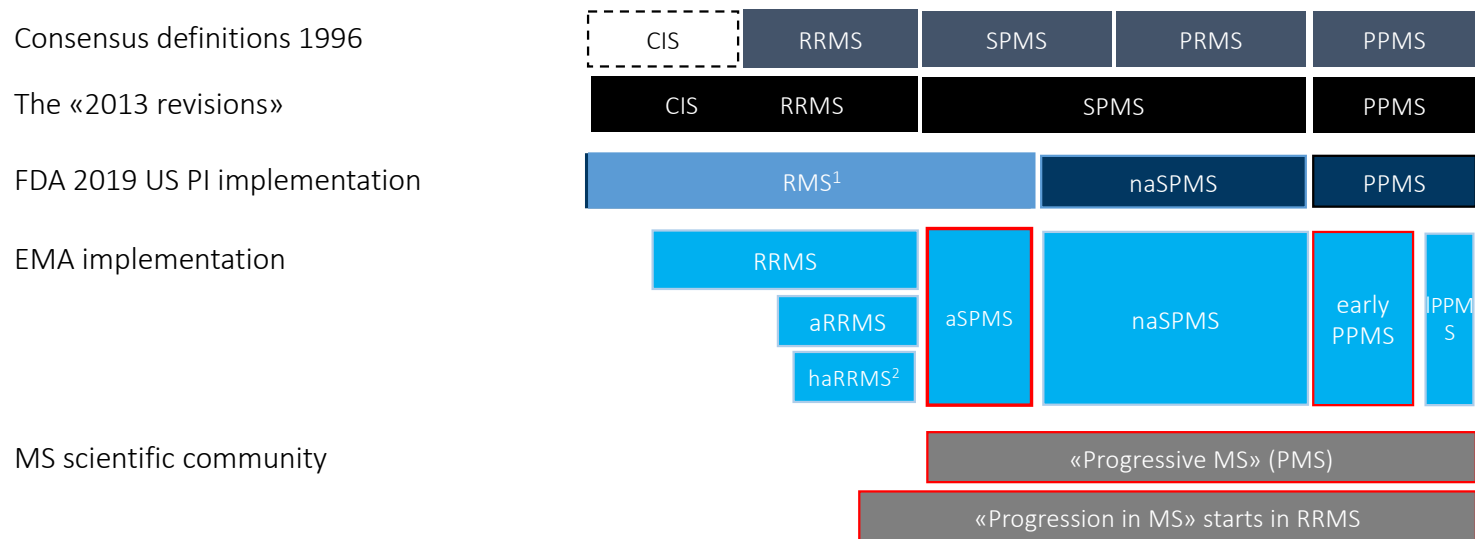 Consensus definitions 1996
CIS
RRMS
SPMS
PRMS
PPMS
The «2013 revisions»
CIS
RRMS
SPMS
PPMS
FDA 2019 US PI implementation
RMS¹
naSPMS
PPMS
EMA implementation
RRMS
aRRMS
haRRMS²
aSPMS
naSPMS
early
PPMS
lPPM
S
MS scientific community
«Progressive MS» (PMS)
«Progression in MS» starts in RRMS